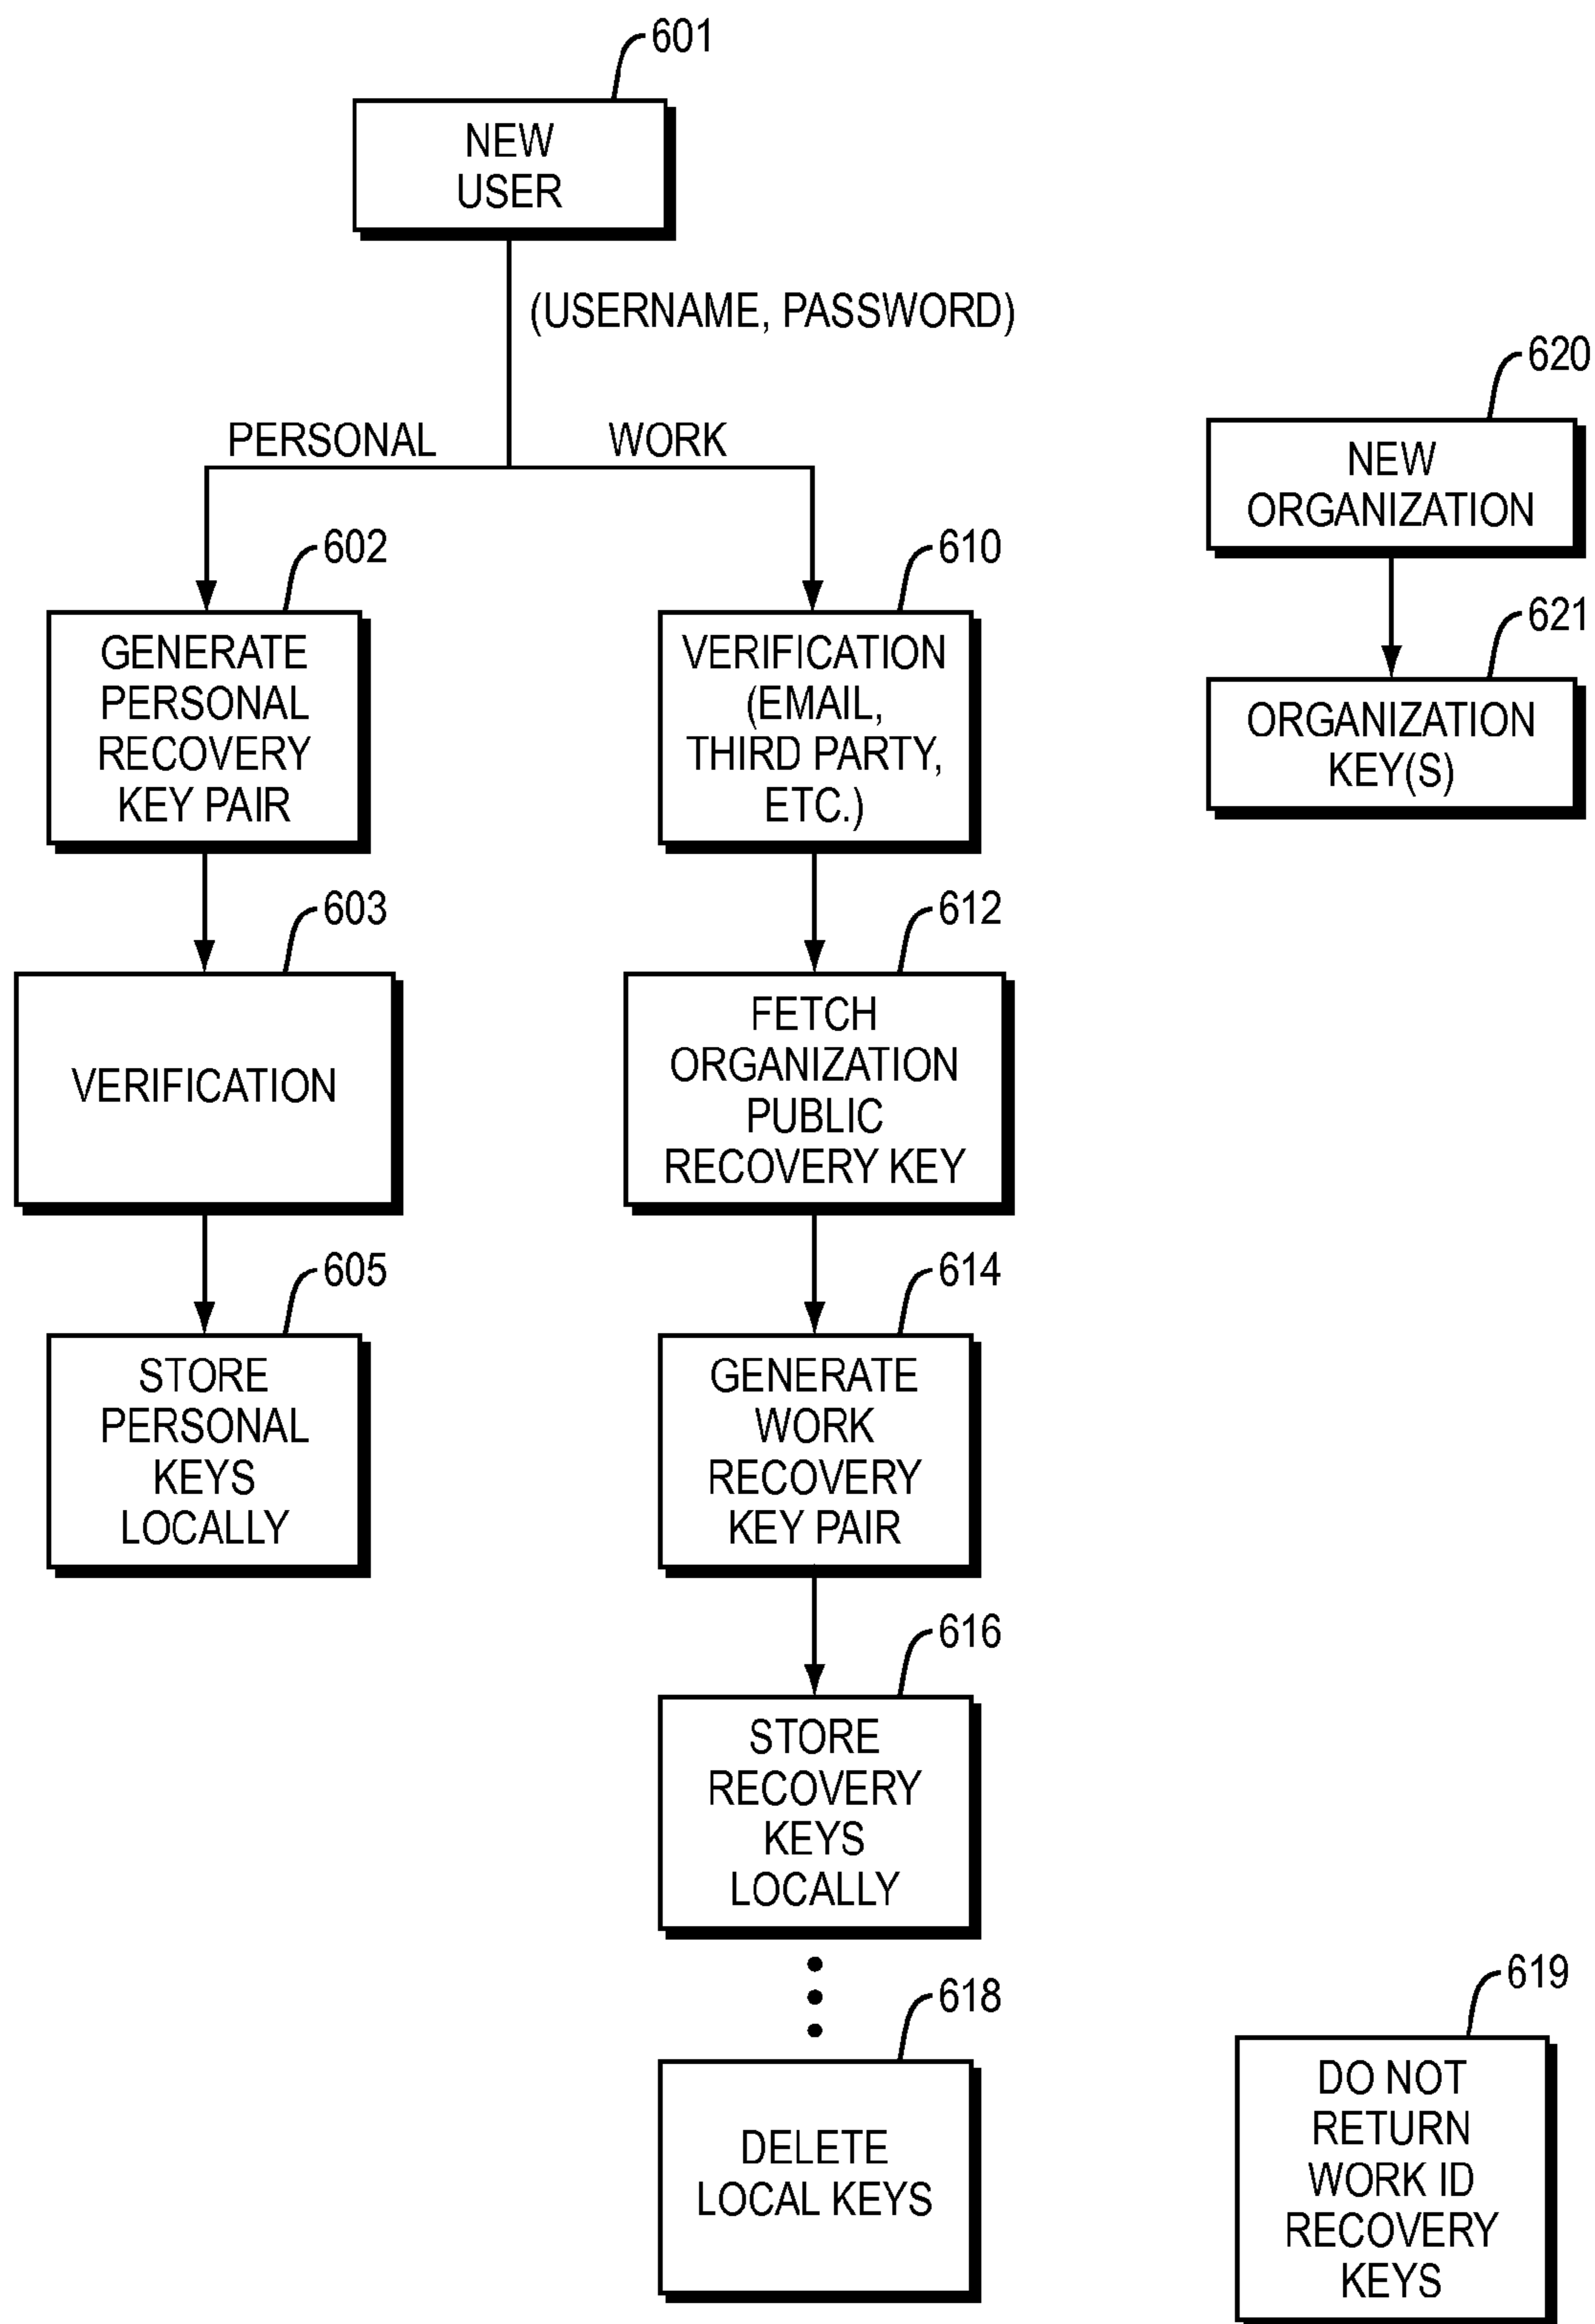 601
NEW
USER
(USERNAME, PASSWORD)
PERSONAL
WORK
602
GENERATE
PERSONAL
RECOVERY
KEY PAIR
603
VERIFICATION
605
STORE
PERSONAL
KEYS
LOCALLY
610
VERIFICATION
(EMAIL,
THIRD PARTY,
ETC.)
612
FETCH
ORGANIZATION
PUBLIC
RECOVERY KEY
614
GENERATE
WORK
RECOVERY
KEY PAIR
616
STORE
RECOVERY
KEYS
LOCALLY
618
DELETE
LOCAL KEYS
620
NEW
ORGANIZATION
621
ORGANIZATION
KEY(S)
619
DO NOT
RETURN
WORK ID
RECOVERY
KEYS